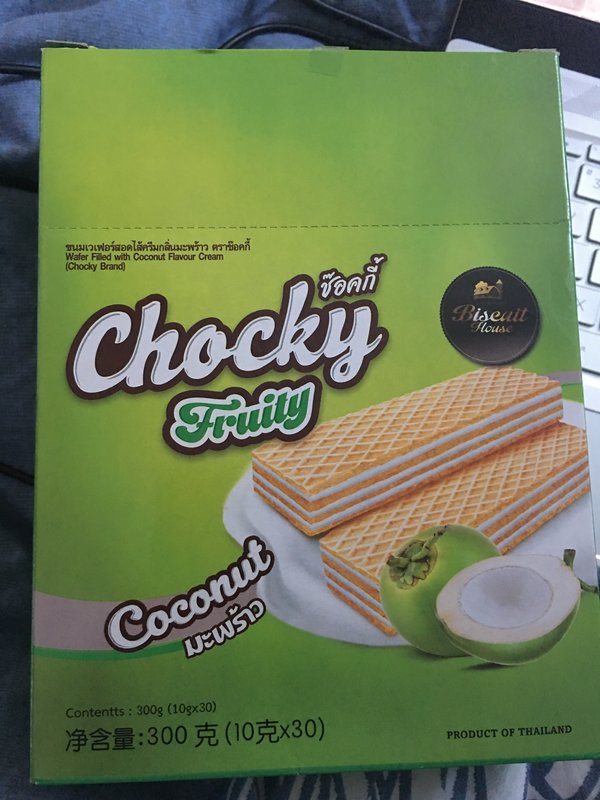 ขนมเวเฟอร์สอดไส้ครีมกลิ่นมะพร้าว ตราช๊อคกี้
Wafer Filled with Coconut Flavour Cream
(Chocky Brand)
ช๊อคกี้
Chocky
Fruity
Biscuit
House
Coconut
มะพร้าว
Contentts : 300g (10gx30)
净含量:300 克 (10克x30)
PRODUCT OF THAILAND